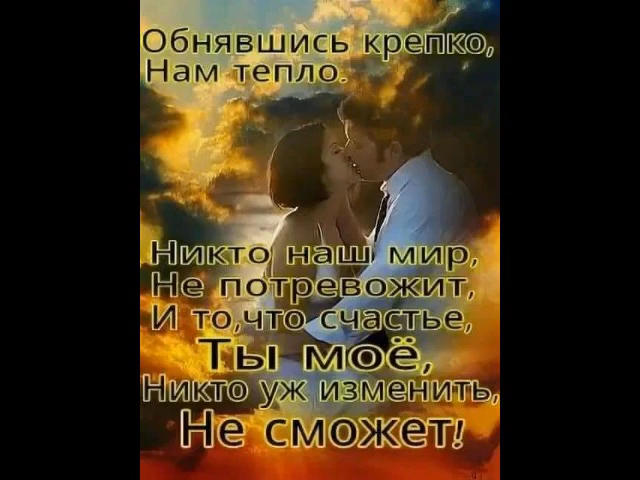 Обнявшись крепко,
Нам тепло.
Никто наш мир,
Не потревожит,
И то,что счастье,
Ты моё,
Никто уж изменить,
Не сможет!